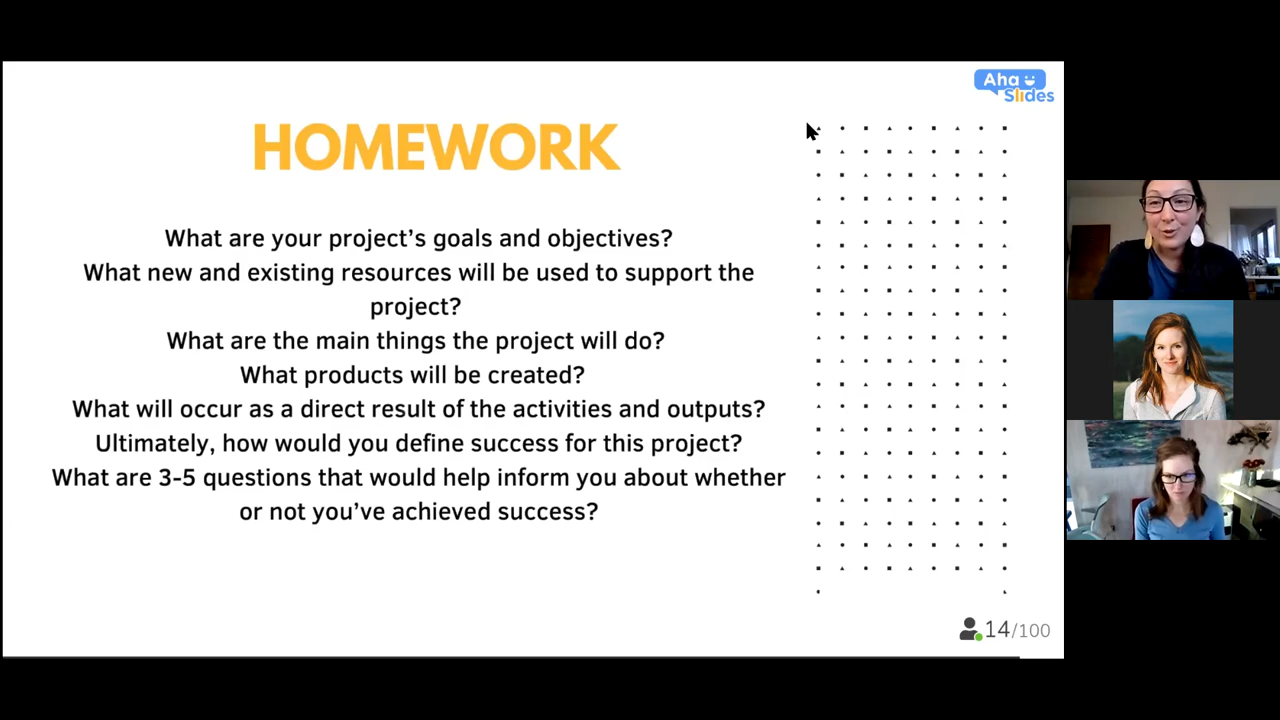 Aha
Slides
HOMEWORK
What are your project's goals and objectives?
What new and existing resources will be used to support the
project?
What are the main things the project will do?
What products will be created?
What will occur as a direct result of the activities and outputs?
Ultimately, how would you define success for this project?
What are 3-5 questions that would help inform you about whether
or not you've achieved success?
14/100